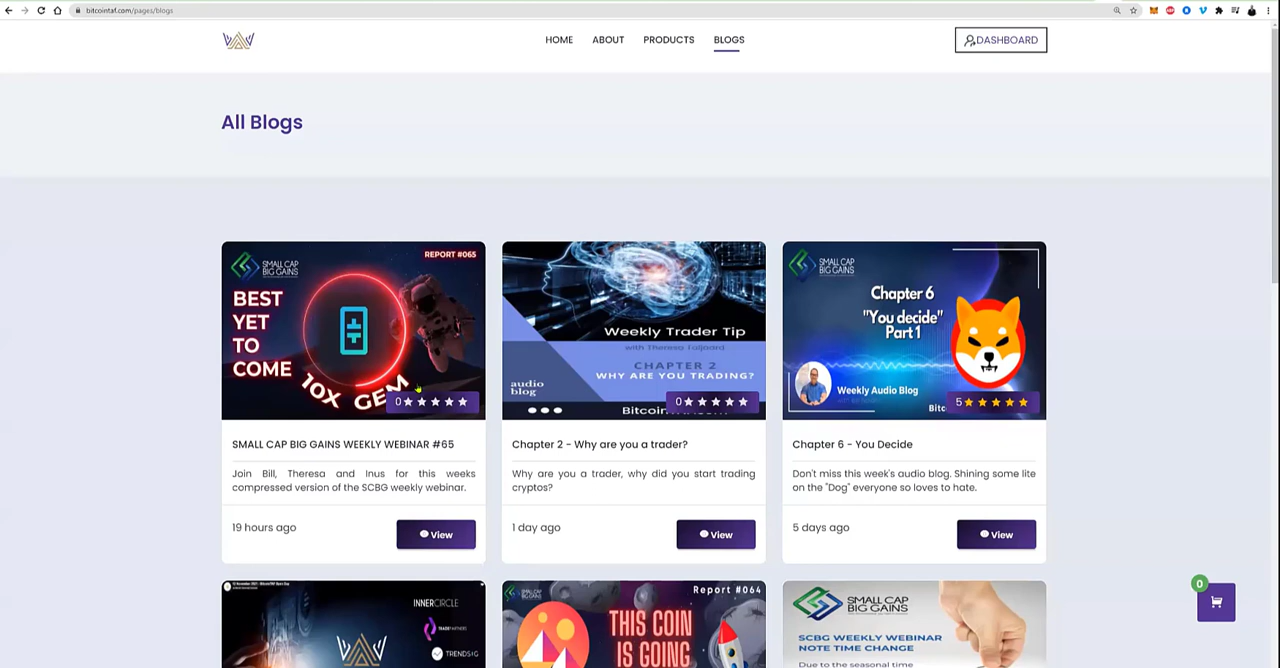 bitcointaf.com/pages/blogs
HOME ABOUT PRODUCTS BLOGS
DASHBOARD
All Blogs
SMALL CAP
BIG GAINS
REPORT #065
BEST
YET
TO
COME
10X GEM
0
SMALL CAP BIG GAINS WEEKLY WEBINAR #65
Join Bill, Theresa and Inus for this weeks
compressed version of the SCBG weekly webinar.
19 hours ago
View
Weekly Trader Tip
with Theresa Taljaard
CHAPTER 2
WHY ARE YOU TRADING?
audio
blog
0
Chapter 2 - Why are you a trader?
Why are you a trader, why did you start trading
cryptos?
1 day ago
View
SMALL CAP
BIG GAINS
Chapter 6
"You decide"
Part 1
Weekly Audio Blog
5
Chapter 6 - You Decide
Don't miss this week's audio blog. Shining some lite
on the "Dog" everyone so loves to hate.
5 days ago
View
INNERCIRCLE
TRADEPARTNERS
TRENDSIG
Report #064
THIS COIN
IS GOING
SMALL CAP
BIG GAINS
SCBG WEEKLY WEBINAR
NOTE TIME CHANGE
Due to the seasonal time
0